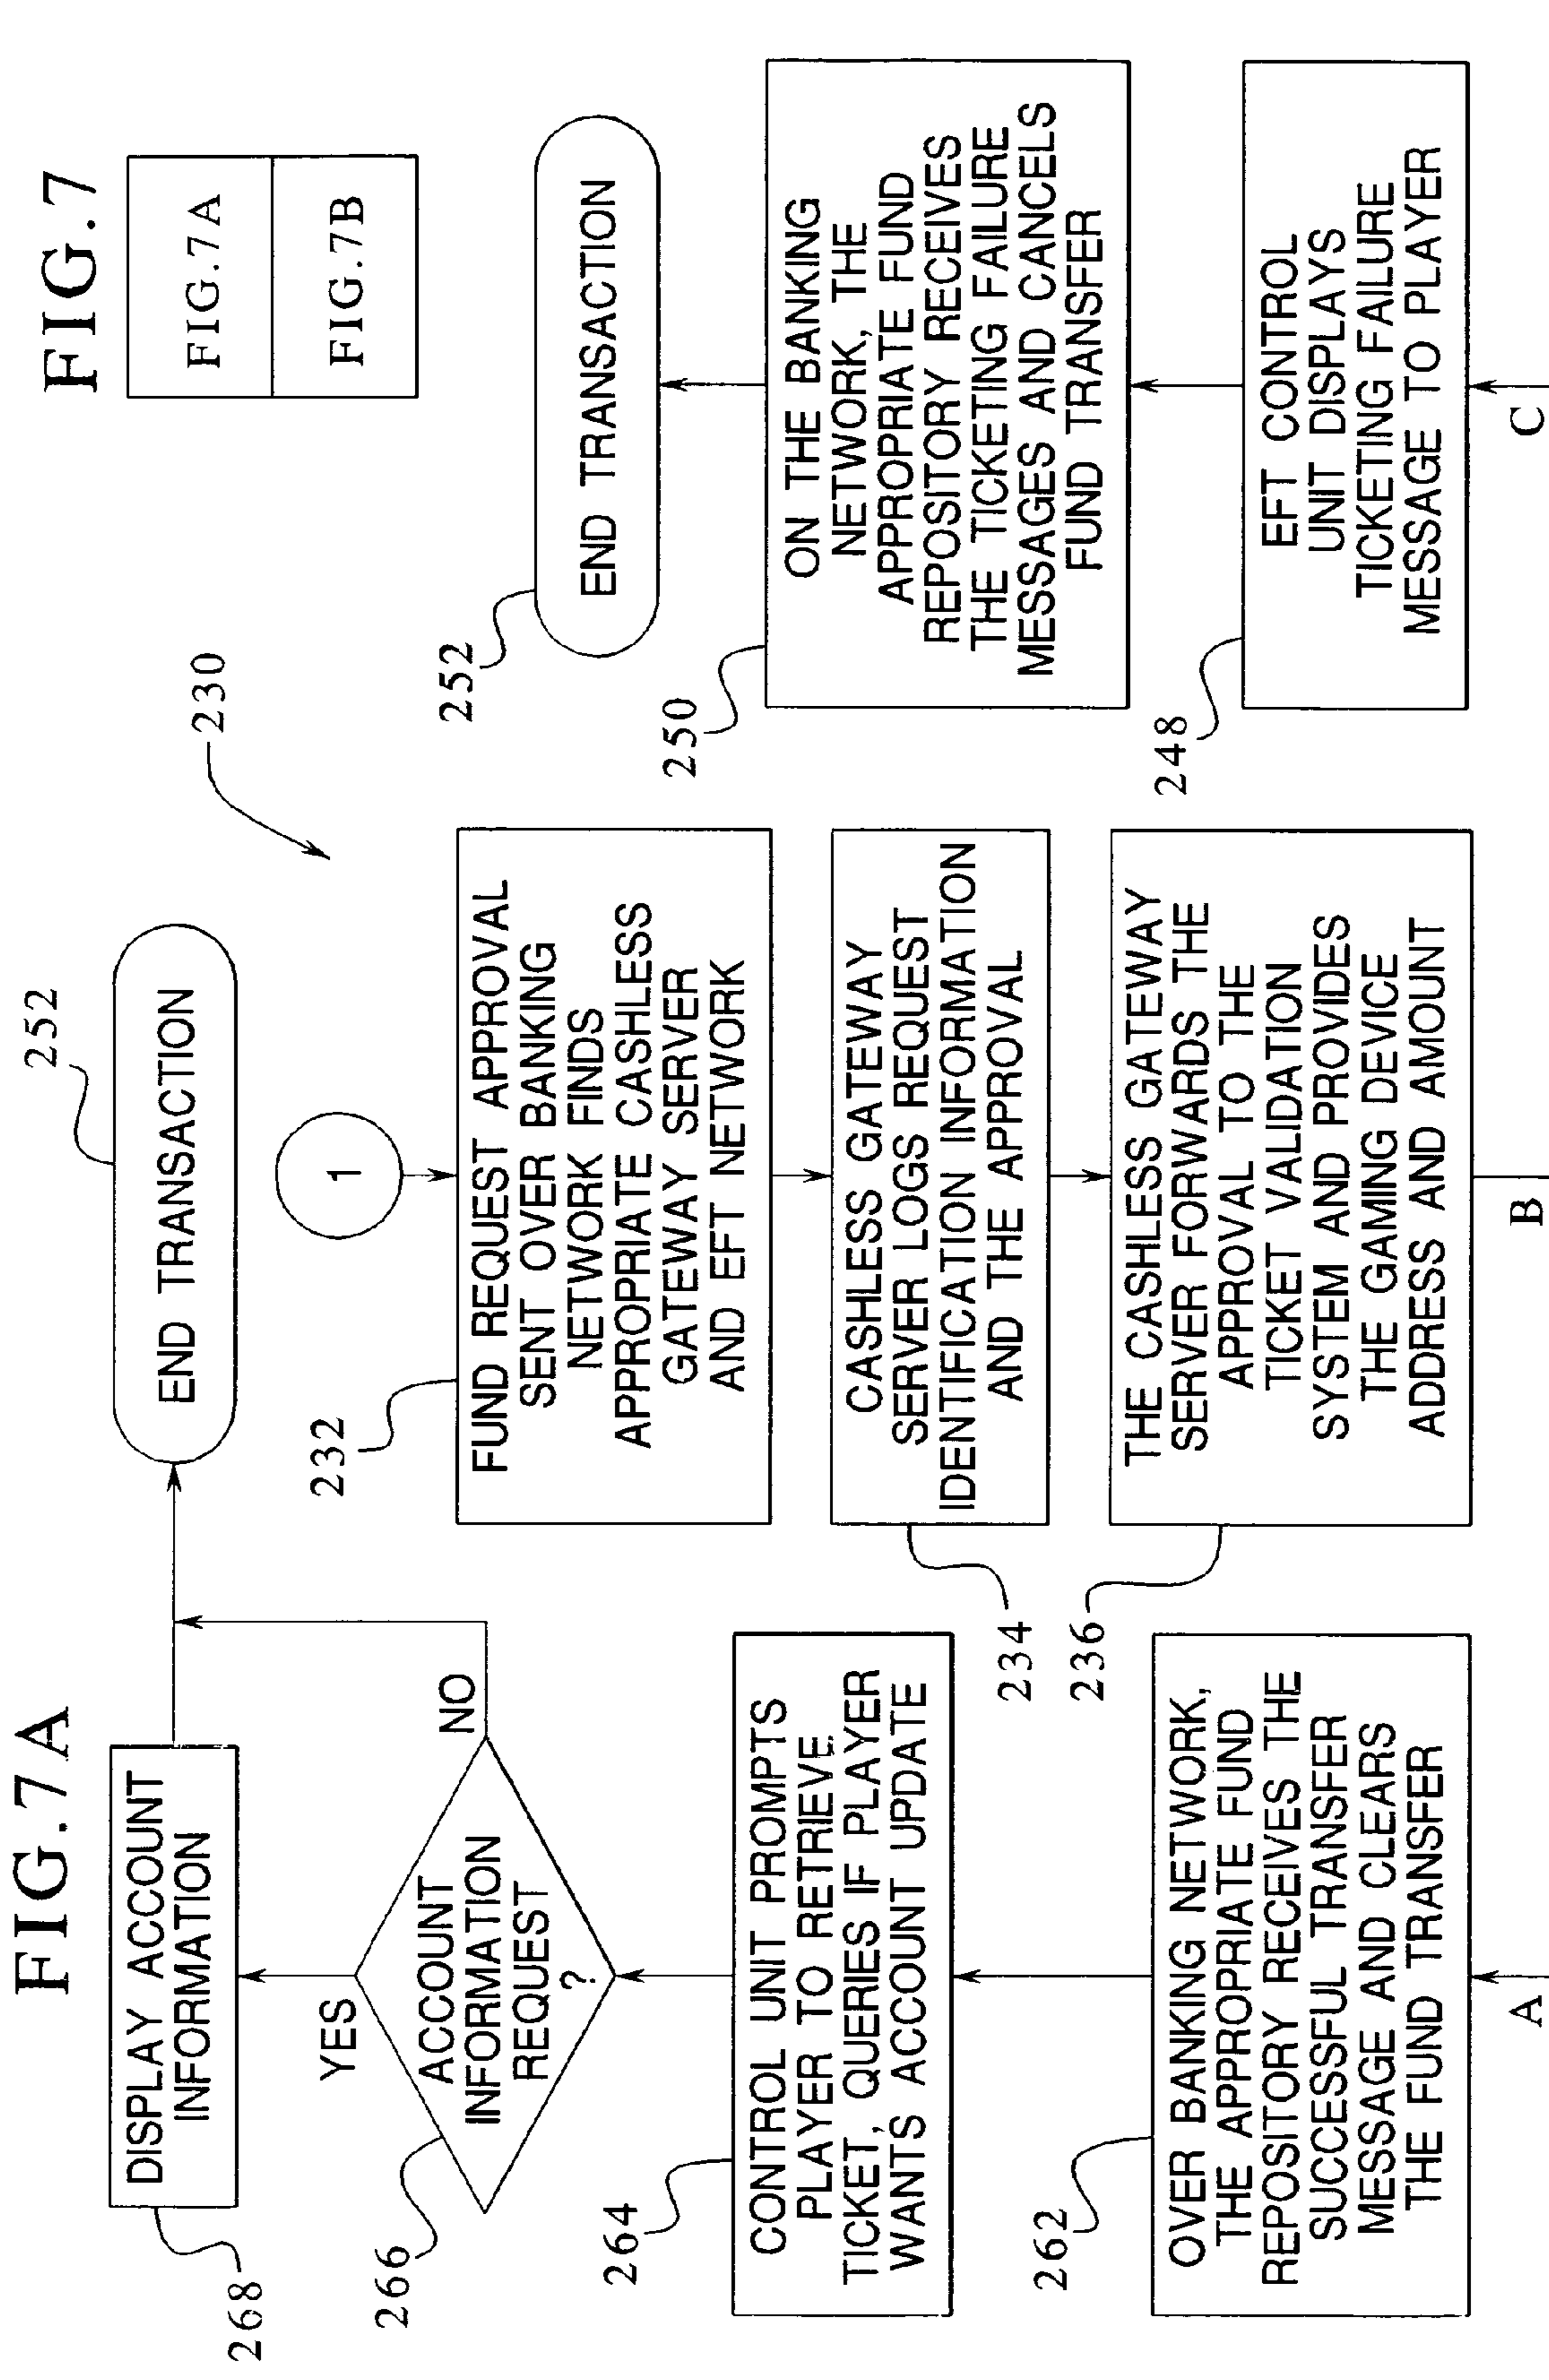 FIG.7A
FIG.7
FIG.7A
FIG.7B
268
DISPLAY ACCOUNT
INFORMATION
252
END TRANSACTION
230
YES
NO
266
ACCOUNT
INFORMATION
REQUEST
?
264
CONTROL UNIT PROMPTS
PLAYER TO RETRIEVE
TICKET, QUERIES IF PLAYER
WANTS ACCOUNT UPDATE
262
OVER BANKING NETWORK,
THE APPROPRIATE FUND
REPOSITORY RECEIVES THE
SUCCESSFUL TRANSFER
MESSAGE AND CLEARS
THE FUND TRANSFER
A
1
232
FUND REQUEST APPROVAL
SENT OVER BANKING
NETWORK FINDS
APPROPRIATE CASHLESS
GATEWAY SERVER
AND EFT NETWORK
234
CASHLESS GATEWAY
SERVER LOGS REQUEST
IDENTIFICATION INFORMATION
AND THE APPROVAL
236
THE CASHLESS GATEWAY
SERVER FORWARDS THE
APPROVAL TO THE
TICKET VALIDATION
SYSTEM AND PROVIDES
THE GAMING DEVICE
ADDRESS AND AMOUNT
B
252
END TRANSACTION
250
ON THE BANKING
NETWORK, THE
APPROPRIATE FUND
REPOSITORY RECEIVES
THE TICKETING FAILURE
MESSAGES AND CANCELS
FUND TRANSFER
248
EFT CONTROL
UNIT DISPLAYS
TICKETING FAILURE
MESSAGE TO PLAYER
C